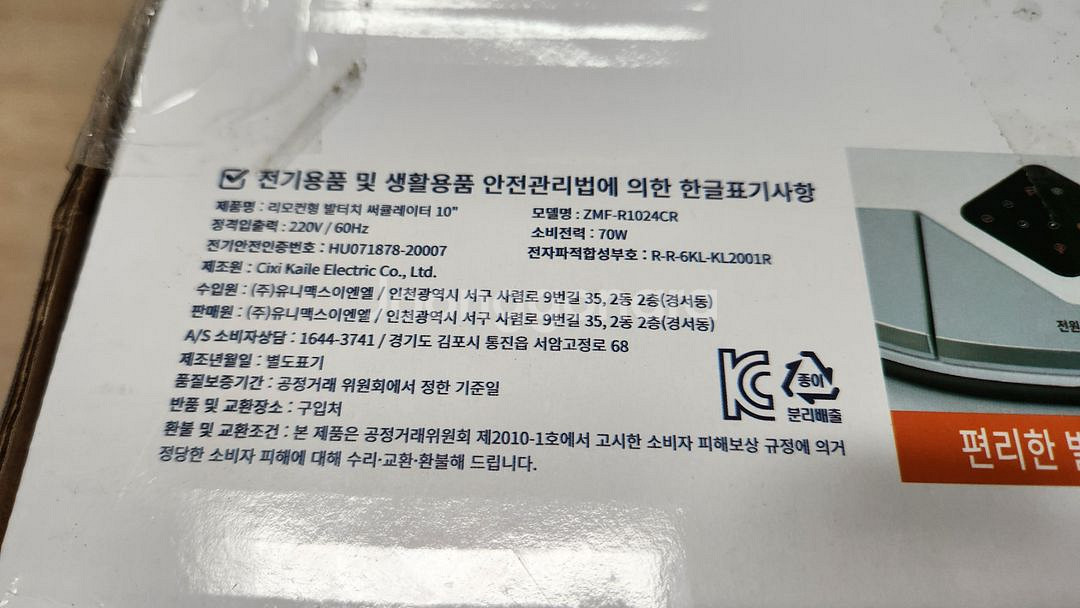 전기용품 및 생활용품 안전관리법에 의한 한글표기사항
제품명 : 리모컨형 발터치 써큘레이터 10"
모델명 : ZMF-R1024CR
정격입출력 : 220V / 60Hz
소비전력 : 70W
전기안전인증번호 : HU071878-20007
전자파적합성부호 : R-R-6KL-KL2001R
제조원 : Cixi Kaile Electric Co., Ltd.
수입원 : (주)유니맥스이엔엘 / 인천광역시 서구 사렴로 9번길 35, 2동 2층(경서동)
판매원 : (주)유니맥스이엔엘 / 인천광역시 서구 사렴로 9번길 35, 2동 2층(경서동)
A/S 소비자상담 : 1644-3741 / 경기도 김포시 통진읍 서암고정로 68
제조년월일 : 별도표기
품질보증기간 : 공정거래 위원회에서 정한 기준일
반품 및 교환장소 : 구입처
환불 및 교환조건 : 본 제품은 공정거래위원회 제2010-1호에서 고시한 소비자 피해보상 규정에 의거
정당한 소비자 피해에 대해 수리·교환·환불해 드립니다.
KC
종이
분리배출
전원
편리한